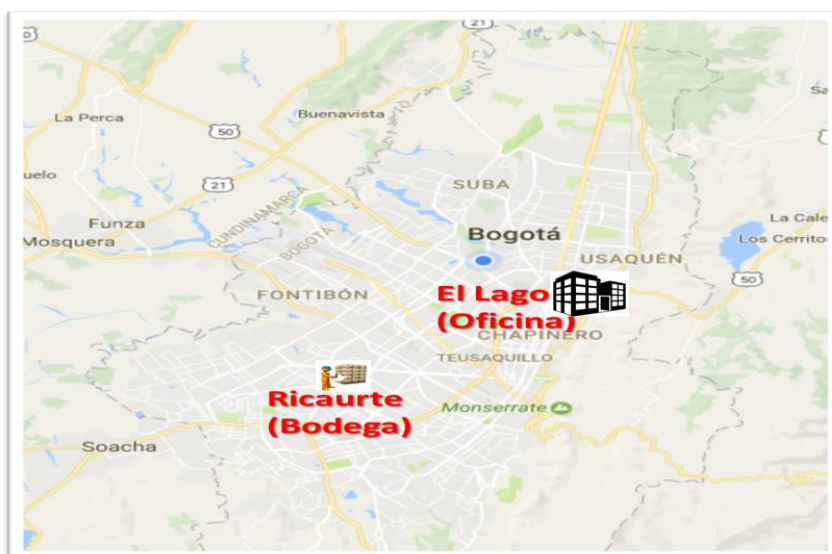 21
La Perca
Buenavista
50
uelo
21
SUBA
CUNDINAMARCA
BOGOTÁ
Funza
Mosquera
Bogotá
La Cale
Los Cerrito
USAQUÉN
50
FONTIBÓN
El Lago
(Oficina)
CHAPINERO
TEUSAQUILLO
Ricaurte
(Bodega)
Monserrate
Soacha